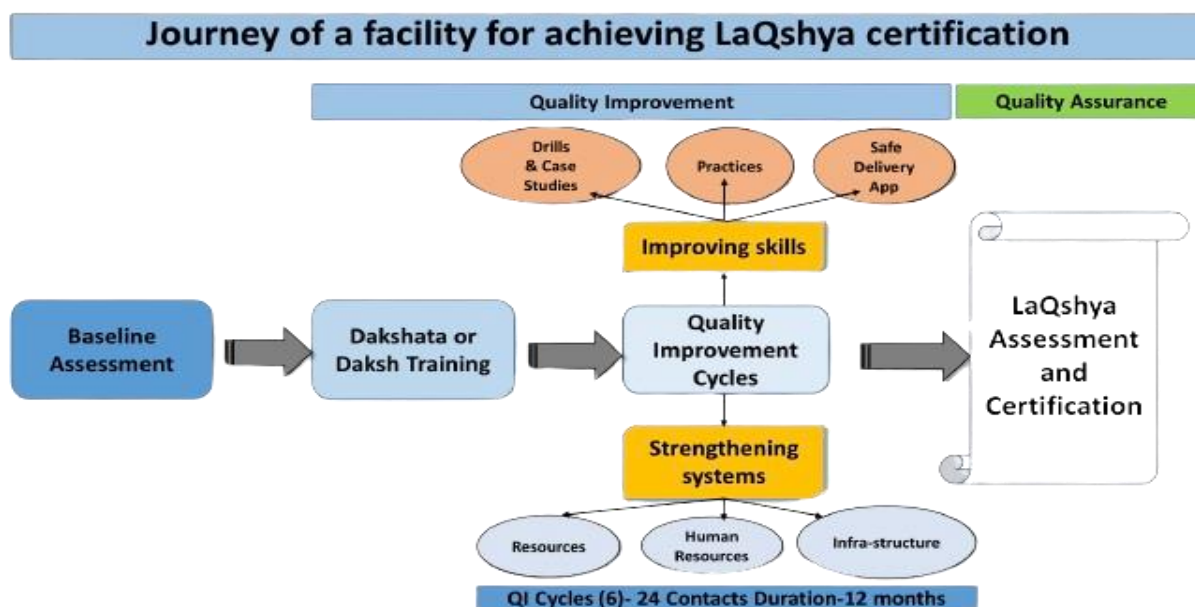 Journey of a facility for achieving LaQshya certification
Quality Improvement
Quality Assurance
Drills
& Case
Studies
Practices
Safe
Delivery
App
Improving skills
Baseline
Assessment
Dakshata or
Daksh Training
Quality
Improvement
Cycles
LaQshya
Assessment
and
Certification
Strengthening
systems
Resources
Human
Resources
Infra-structure
QI Cycles (6)- 24 Contacts Duration-12 months